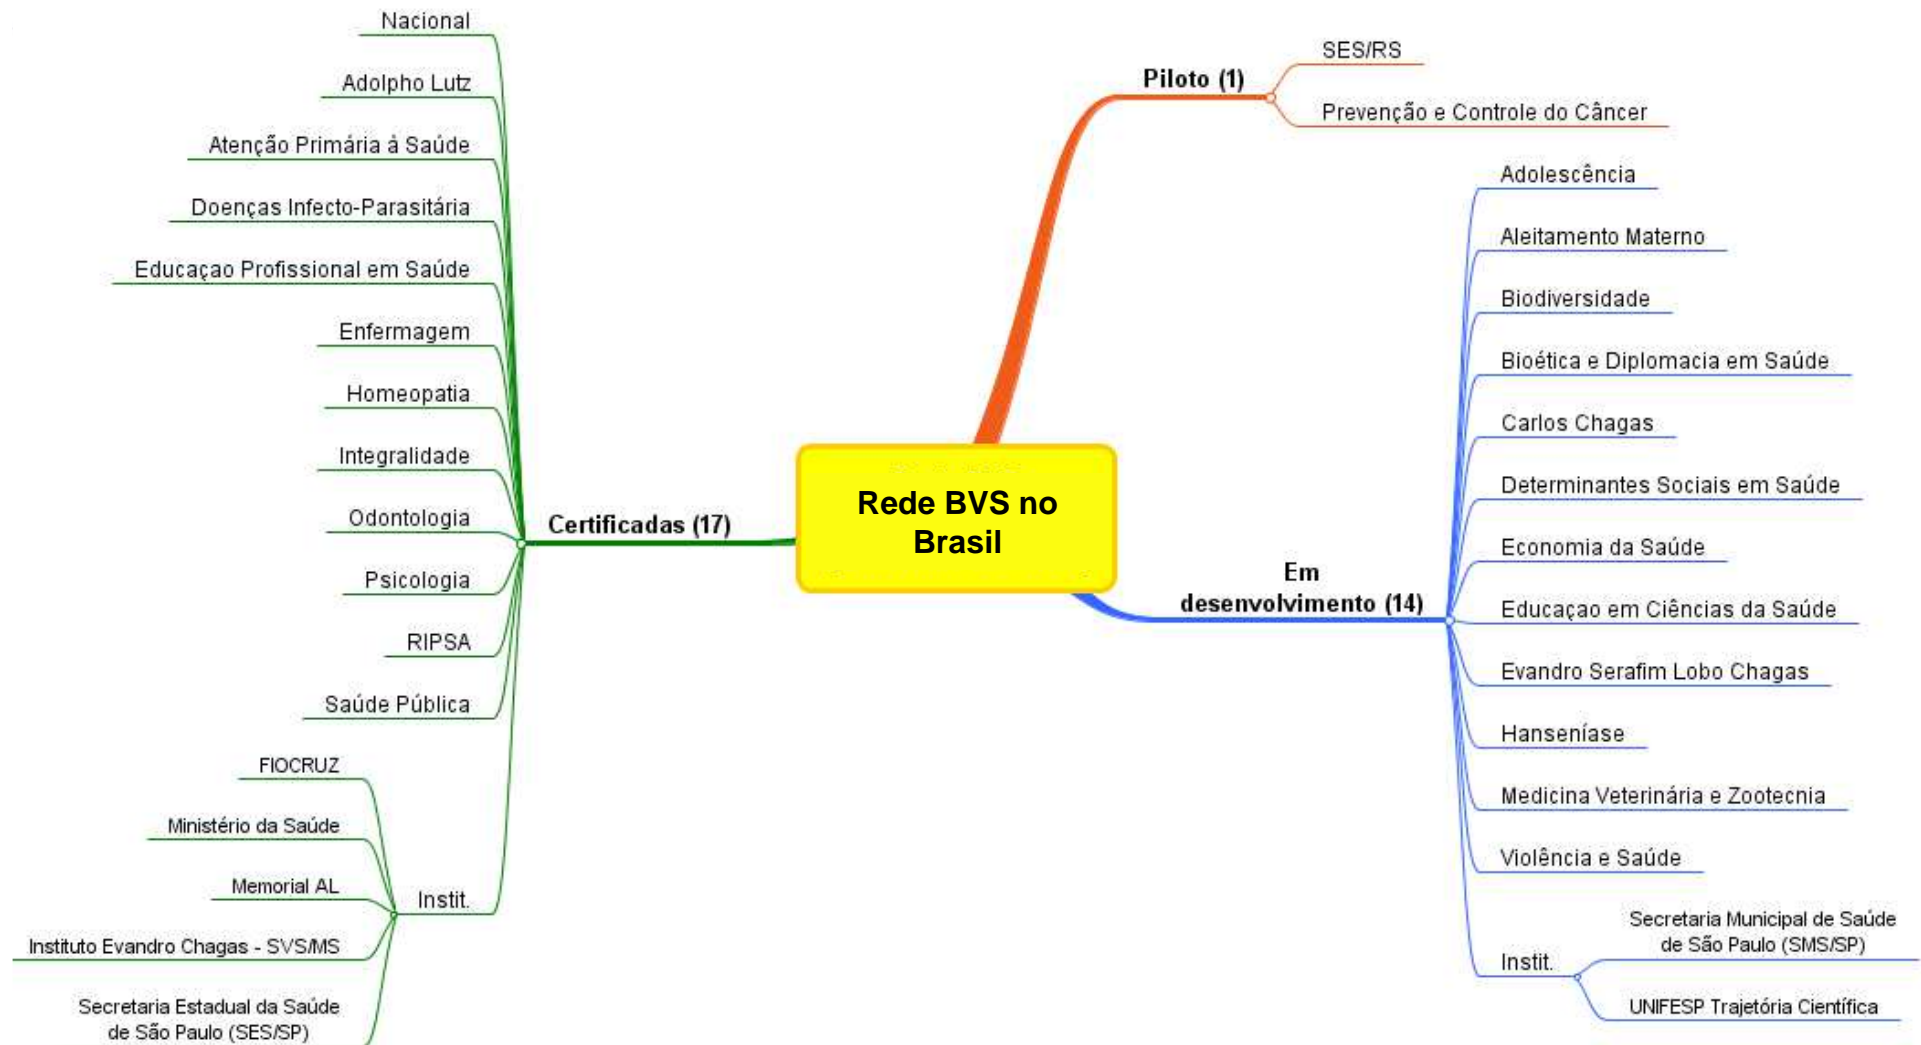 Nacional
Adolpho Lutz
Atenção Primária à Saúde
Doenças Infecto-Parasitária
Educaçao Profissional em Saúde
Enfermagem
Homeopatia
Integralidade
Odontologia
Psicologia
RIPSA
Saúde Pública
FIOCRUZ
Ministério da Saúde
Memorial AL
Instituto Evandro Chagas - SVS/MS
Secretaria Estadual da Saúde
de São Paulo (SES/SP)
Instit.
Certificadas (17)
Rede BVS no
Brasil
Piloto (1)
SES/RS
Prevenção e Controle do Câncer
Em
desenvolvimento (14)
Adolescência
Aleitamento Materno
Biodiversidade
Bioética e Diplomacia em Saúde
Carlos Chagas
Determinantes Sociais em Saúde
Economia da Saúde
Educaçao em Ciências da Saúde
Evandro Serafim Lobo Chagas
Hanseníase
Medicina Veterinária e Zootecnia
Violência e Saúde
Instit.
Secretaria Municipal de Saúde
de São Paulo (SMS/SP)
UNIFESP Trajetória Científica